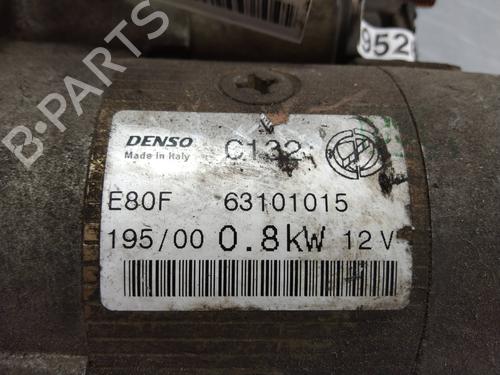 952
B-PARTS
DENSO C132
Made in Italy
E80F 63101015
195/00 0.8kW 12V